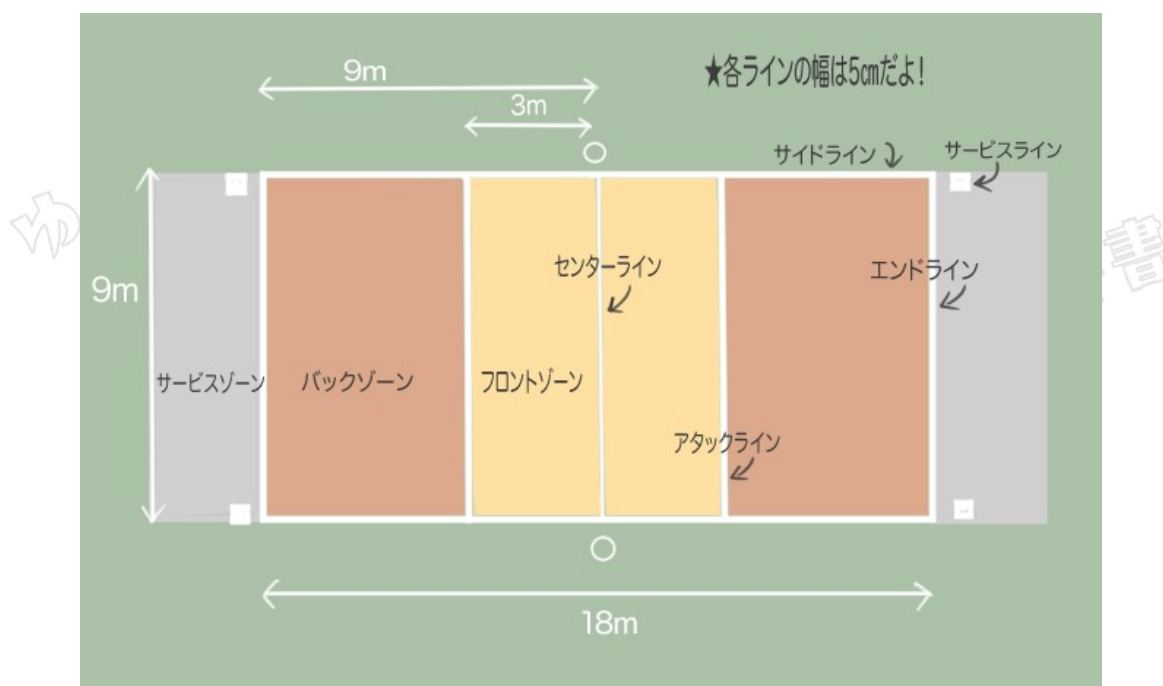 ★各ラインの幅は5cmだよ!
9m
3m
サイドライン
サービスライン
ゆ
書
センターライン
エンドライン
9m
サービスゾーン
バックゾーン
フロントゾーン
アタックライン
18m